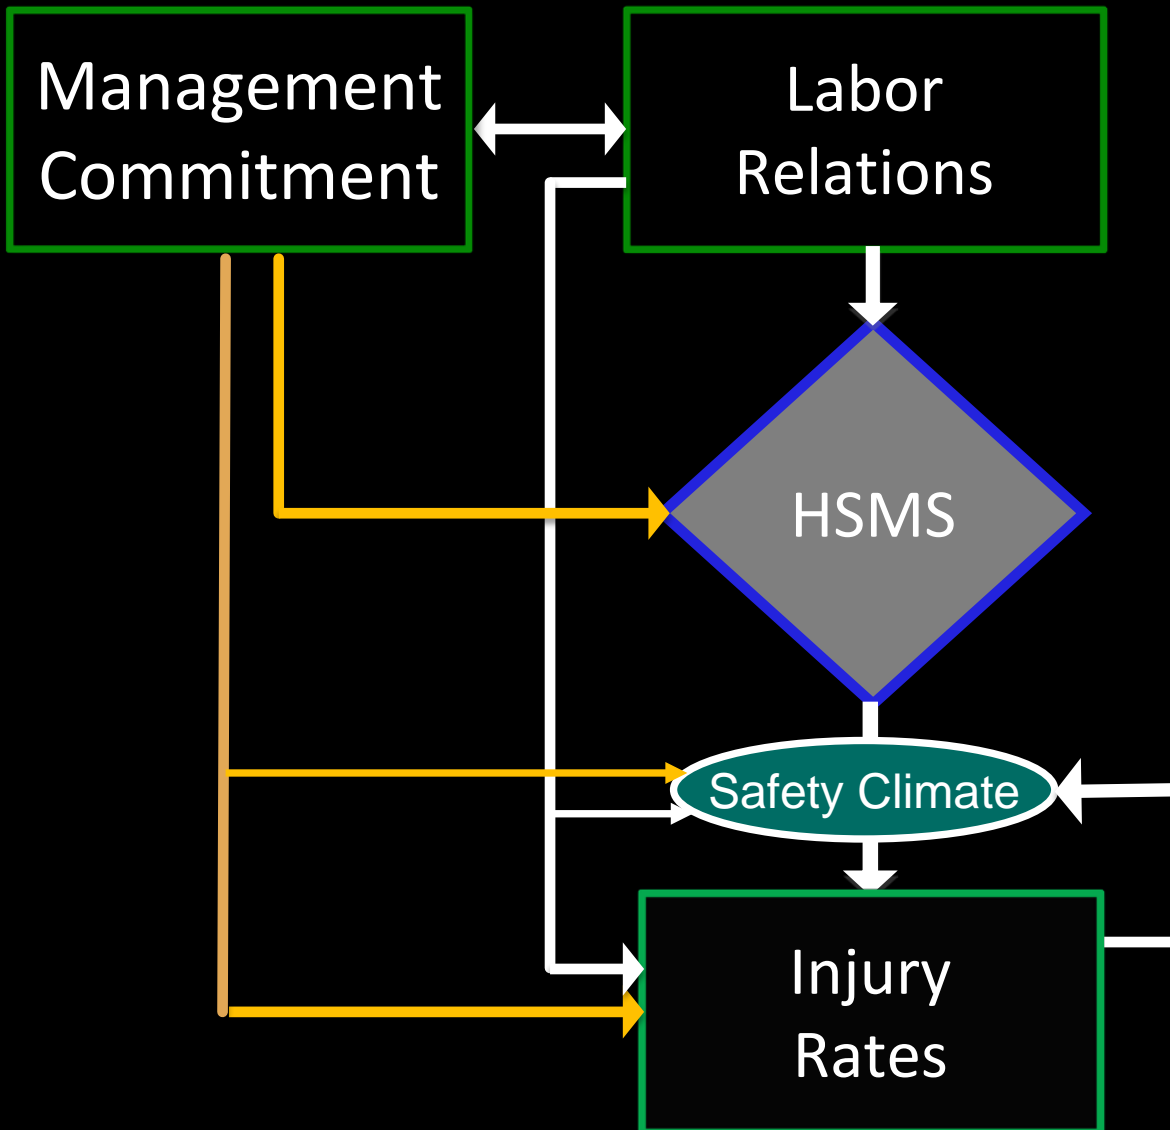 Management
Commitment
Labor
Relations
HSMS
Safety Climate
Injury
Rates